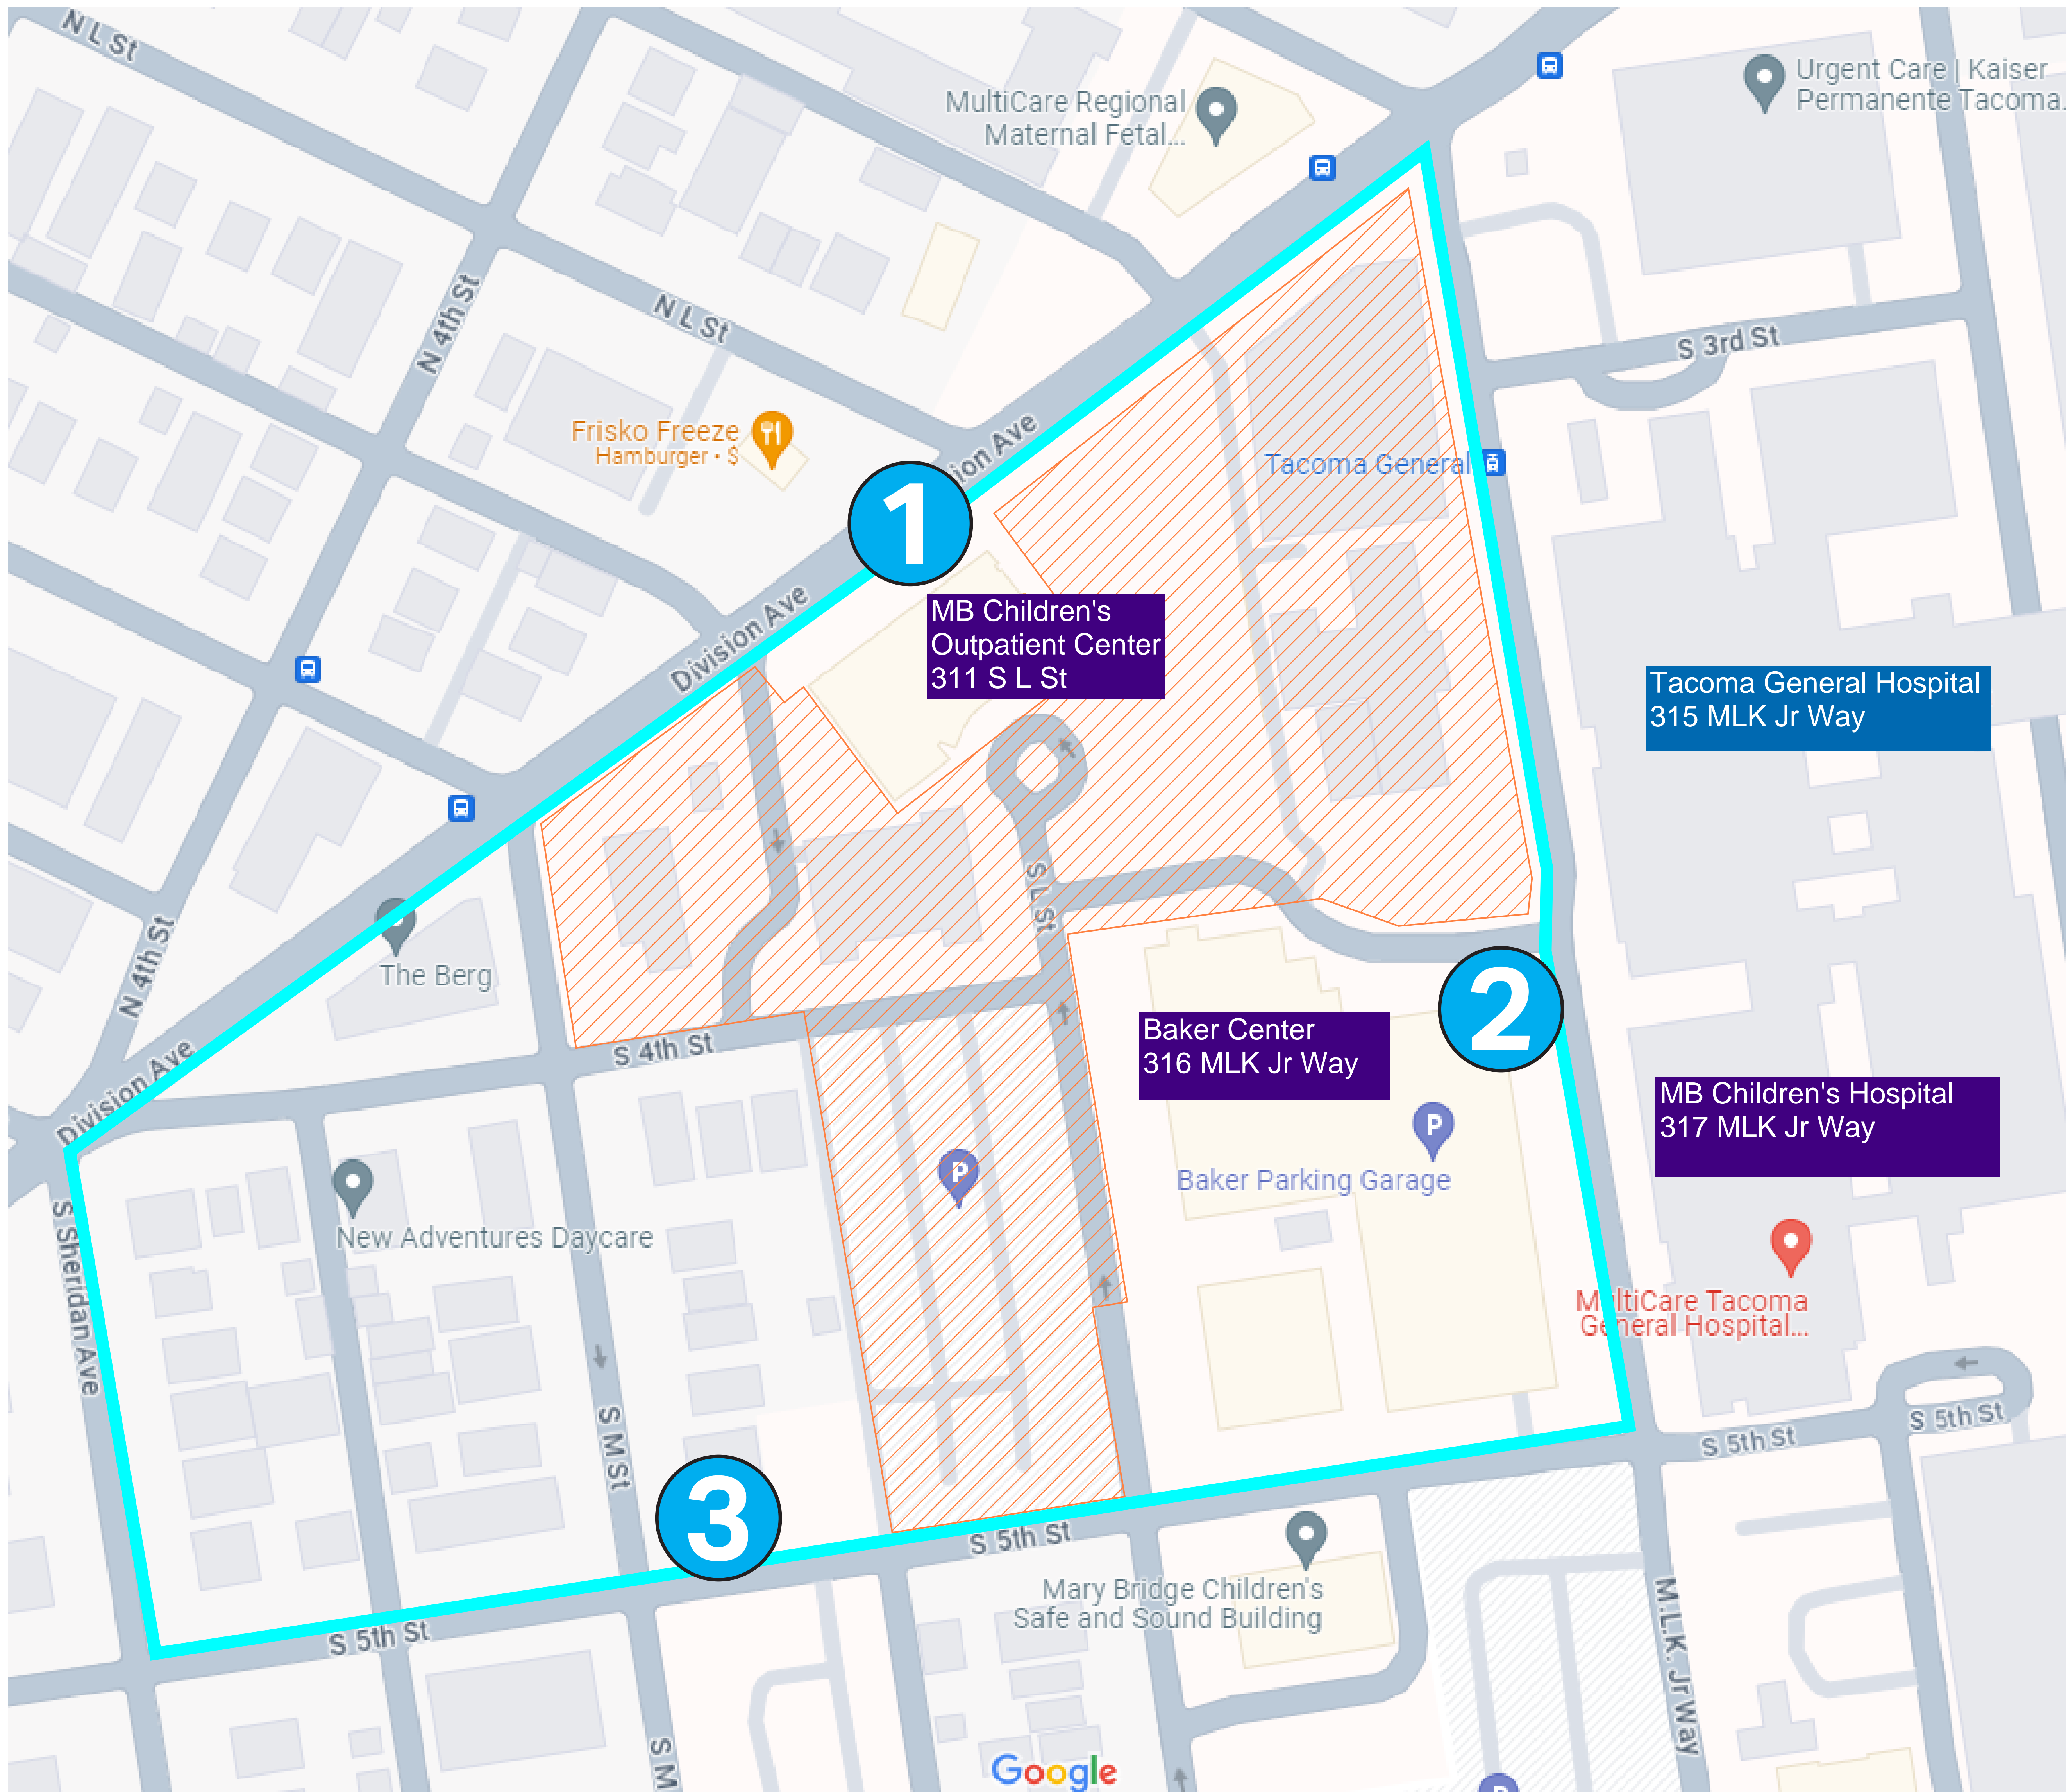 N L St
MultiCare Regional
Maternal Fetal...
Urgent Care | Kaiser
Permanente Tacoma.
N 4th St
N L St
S 3rd St
Frisko Freeze
Hamburger • $
ion Ave
Tacoma General
1
Division Ave
MB Children's
Outpatient Center
311 S L St
Tacoma General Hospital
315 MLK Jr Way
S L St
N 4th St
The Berg
2
Baker Center
316 MLK Jr Way
S 4th St
Division Ave
MB Children's Hospital
317 MLK Jr Way
P
P
Baker Parking Garage
New Adventures Daycare
S Sheridan Ave
MultiCare Tacoma
General Hospital...
S M St
S 5th St
S 5th St
3
S 5th St
Mary Bridge Children's
Safe and Sound Building
S 5th St
M.L.K. Jr Way
S M
Google
P